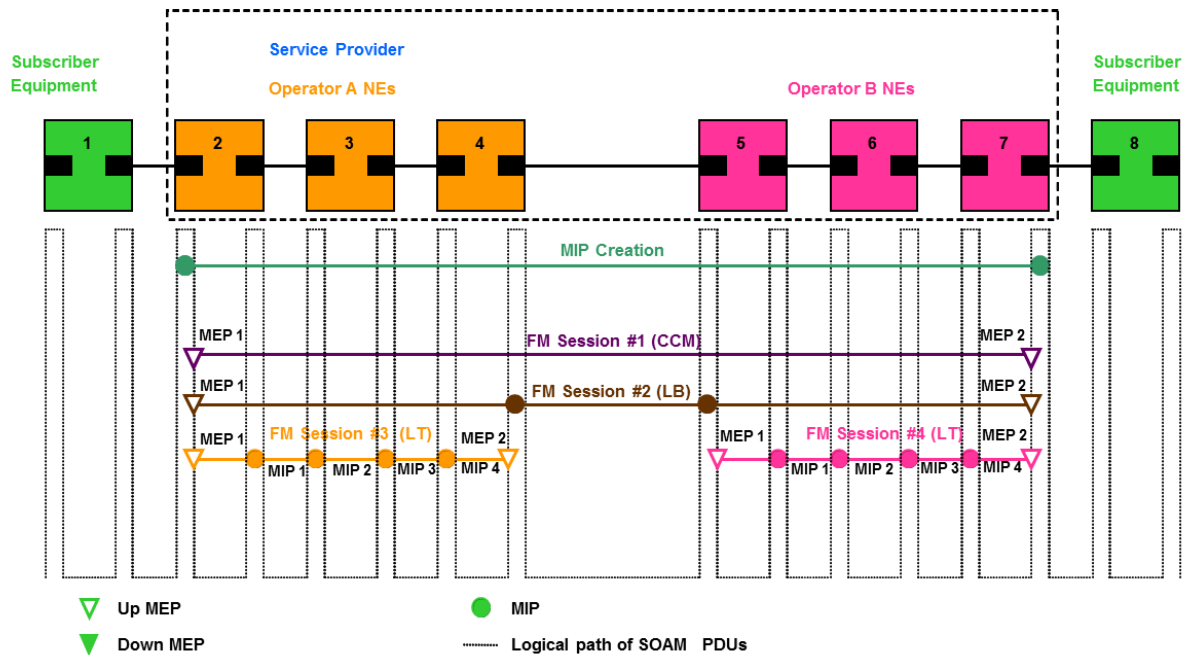 Service Provider
Subscriber
Equipment
Operator A NEs
Operator B NEs
Subscriber
Equipment
1
2
3
4
5
6
7
8
MIP Creation
MEP 1
FM Session #1 (CCM)
MEP 2
MEP 1
FM Session #2 (LB)
MEP 2
MEP 1
FM Session #3 (LT)
MEP 2
MEP 1
FM Session #4 (LT)
MEP 2
MIP 1
MIP 2
MIP 3
MIP 4
MIP 1
MIP 2
MIP 3
MIP 4
Up MEP
MIP
Down MEP
Logical path of SOAM PDUs